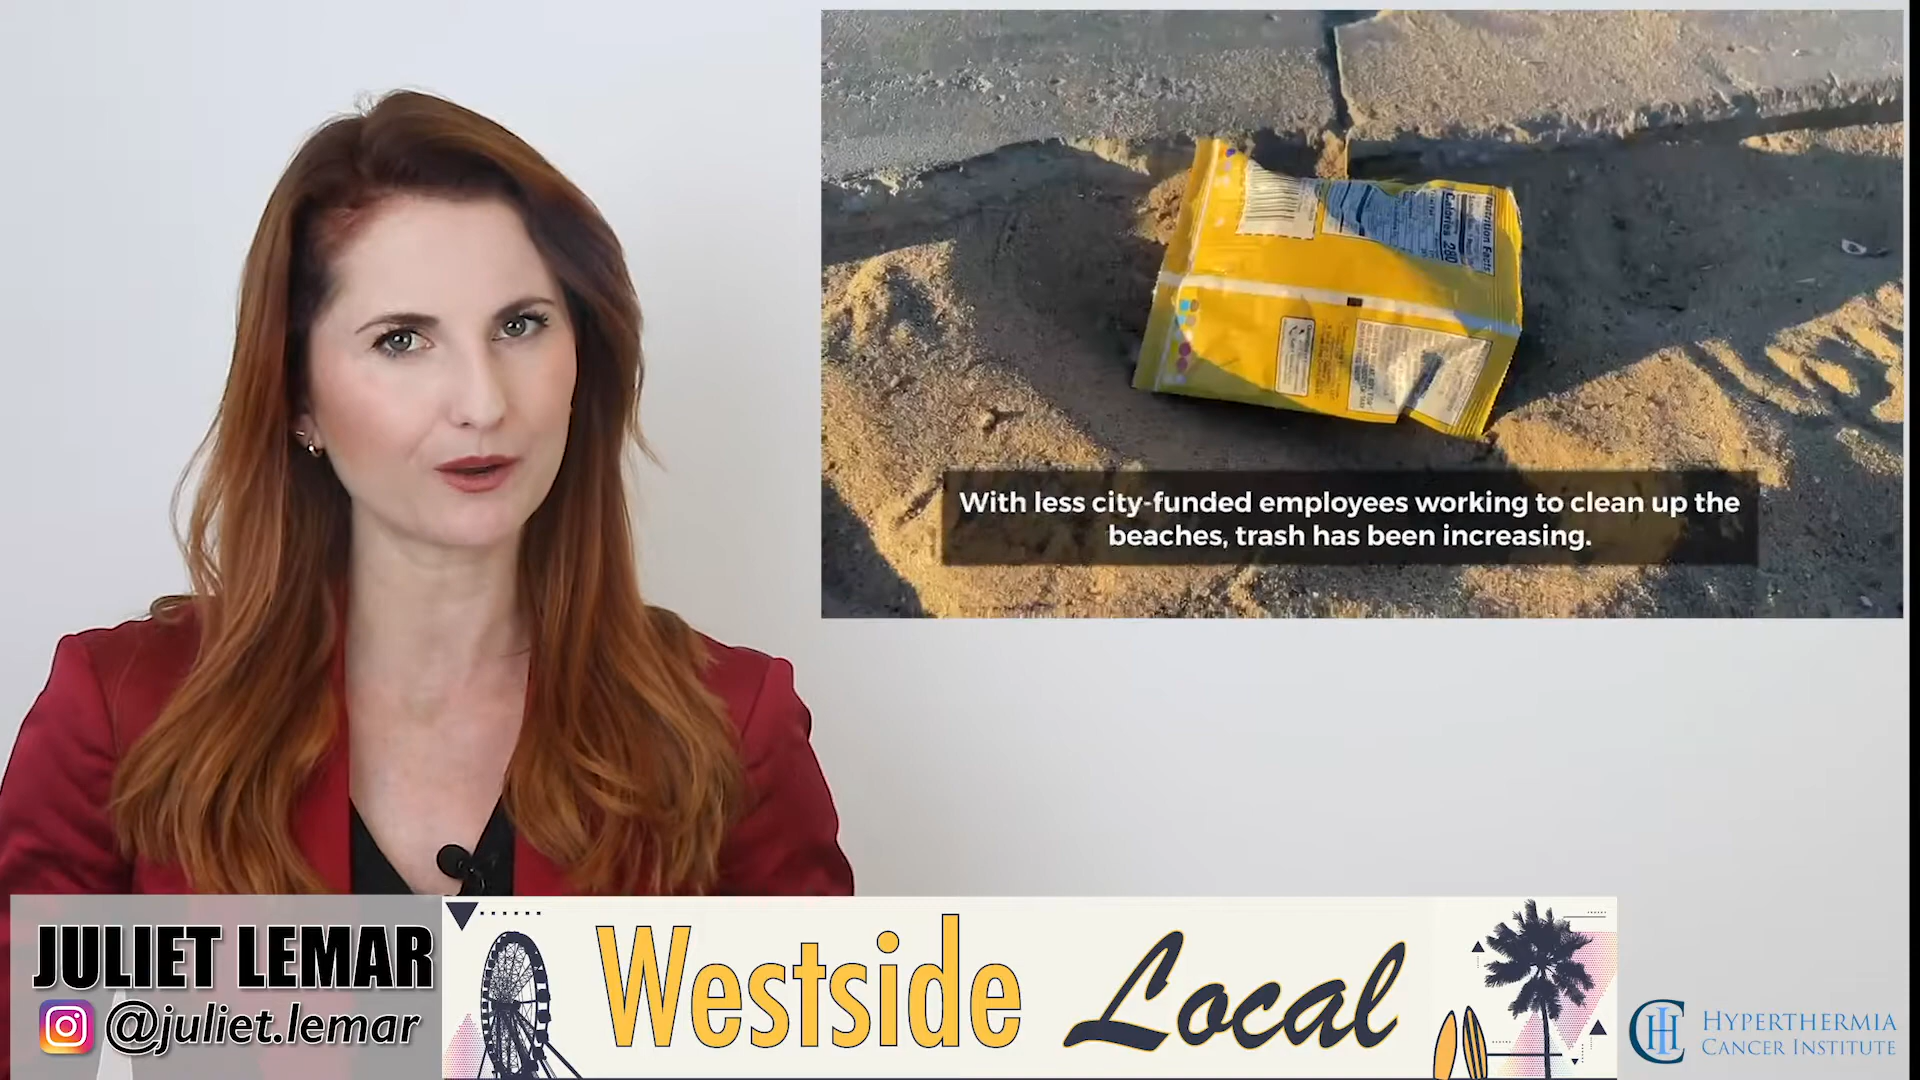 Nutrition Facts
Calories 280
With less city-funded employees working to clean up the
beaches, trash has been increasing.
JULIET LEMAR
@juliet.lemar
Westside Local
HYPERTHERMIA
CANCER INSTITUTE